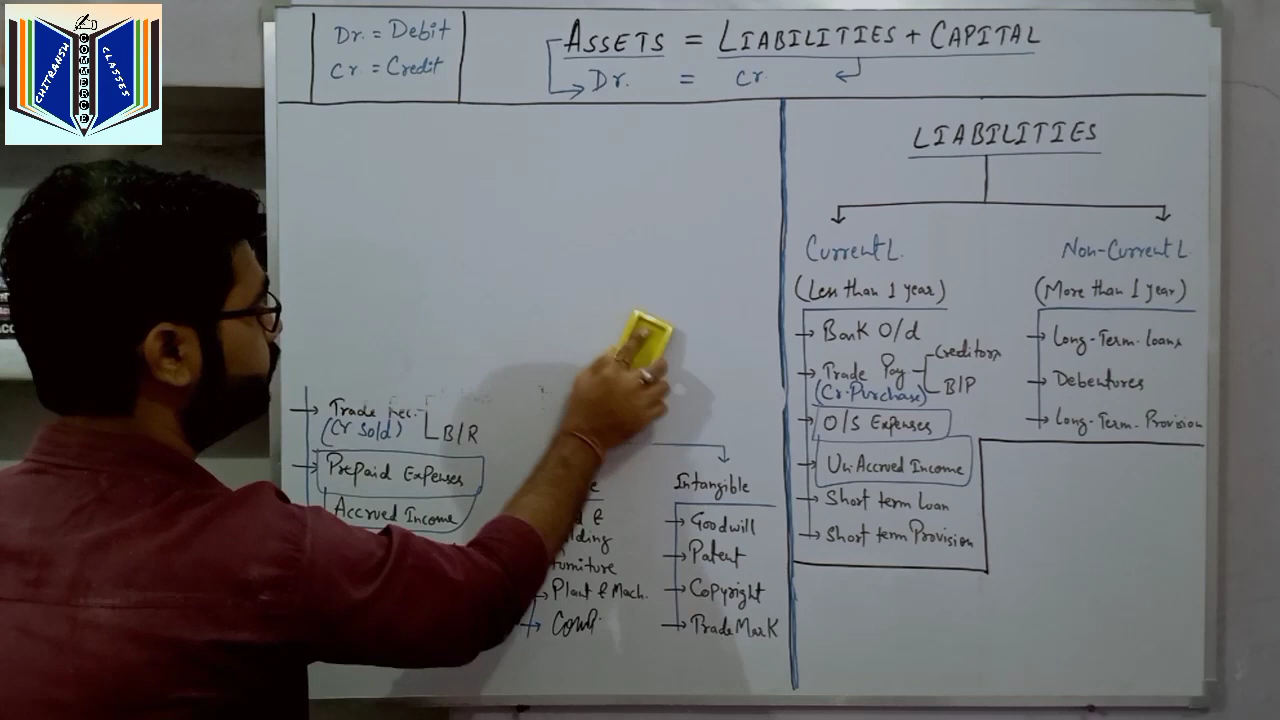 CHITRANSH
COMMERCE
CLASSES
Dr. = Debit
Cr = Credit
ASSETS = LIABILITIES + CAPITAL
Dr. = Cr.
Trade Rec.
(Cr Sold)
B/R
Prepaid Expenses
Accrued Income
Furniture
Plant & Mach.
Comp.
Intangible
Goodwill
Patent
Copyright
TradeMark
LIABILITIES
Current L.
(Less than 1 year)
Bank O/d
Trade Pay
Creditors
B/P
(Cr. Purchase)
O/S Expenses
Un-Accrued Income
Short term Loan
Short term Provision
Non-Current L.
(More than 1 year)
Long-Term-loans
Debentures
Long-Term-Provision